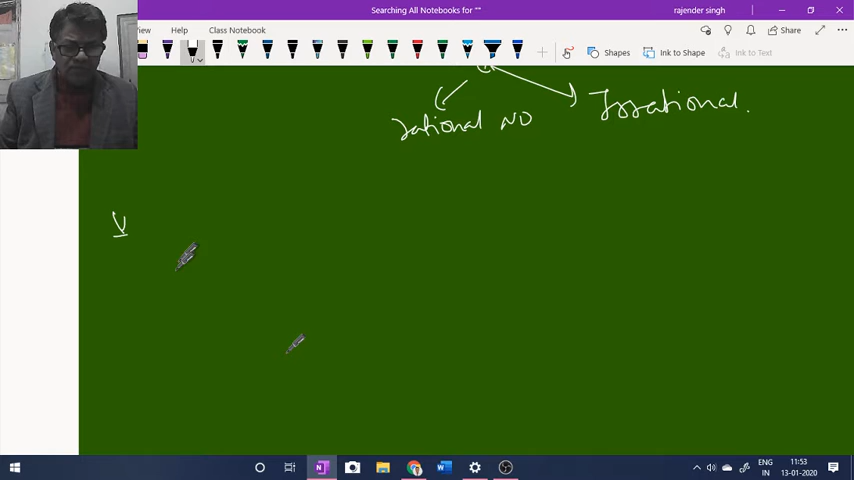 Searching All Notebooks for ""
rajender singh
View Help Class Notebook
Share
Shapes
Ink to Shape
Ink to Text
rational NO
Irrational.
ENG
IN
11:53
13-01-2020